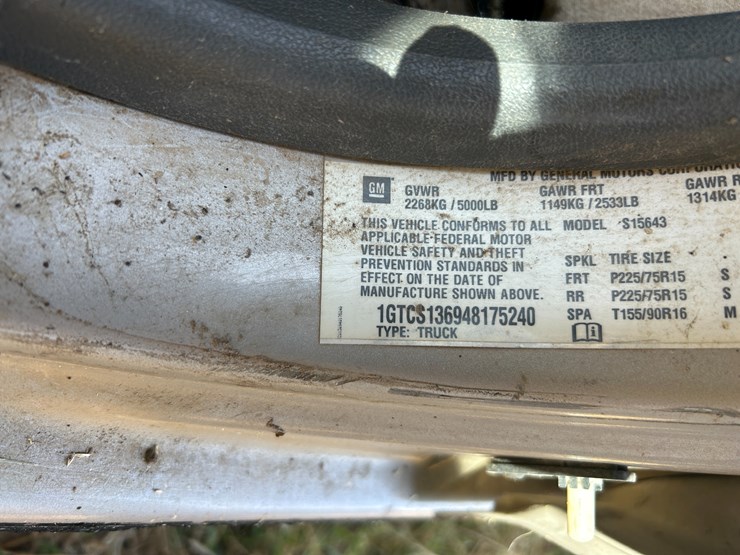 MFD BY GENERAL MOTORS CORPORATI
GM
GVWR GAWR FRT GAWR R
2268KG / 5000LB 1149KG / 2533LB 1314KG
THIS VEHICLE CONFORMS TO ALL MODEL S15643
APPLICABLE FEDERAL MOTOR
VEHICLE SAFETY AND THEFT SPKL TIRE SIZE
PREVENTION STANDARDS IN
EFFECT ON THE DATE OF FRT P225/75R15 S
MANUFACTURE SHOWN ABOVE. RR P225/75R15 S
1GTCS136948175240 SPA T155/90R16 M
TYPE: TRUCK